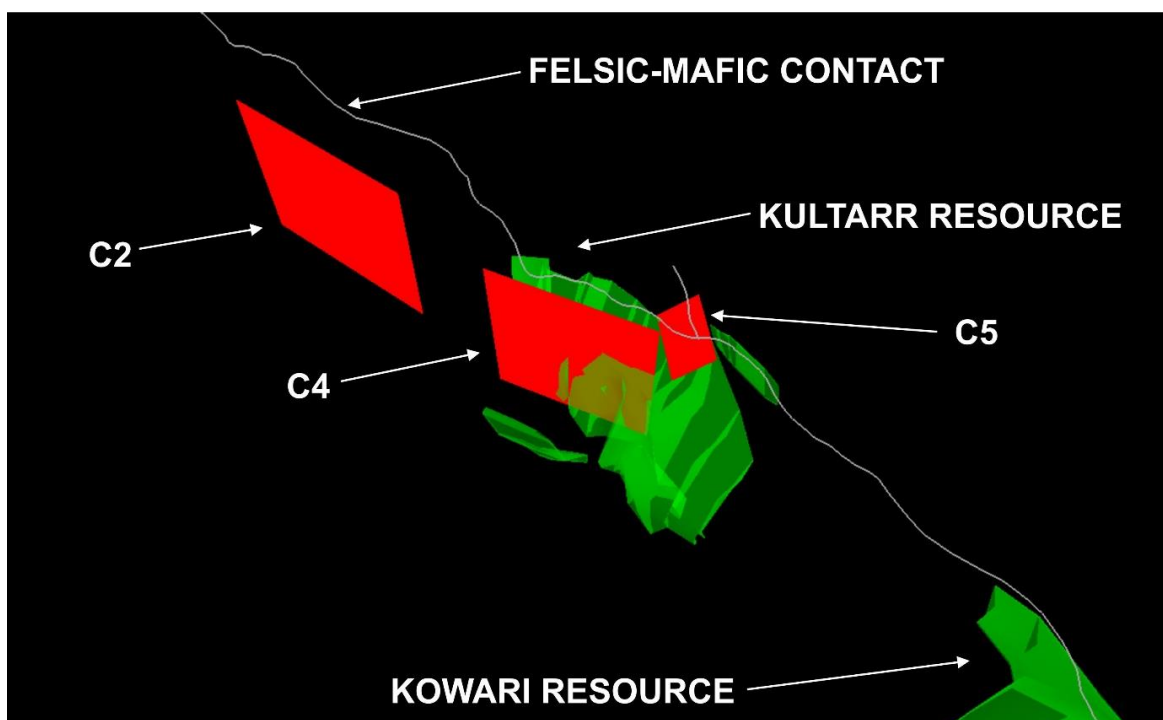 FELSIC-MAFIC CONTACT
KULTARR RESOURCE
C2
C5
C4
KOWARI RESOURCE